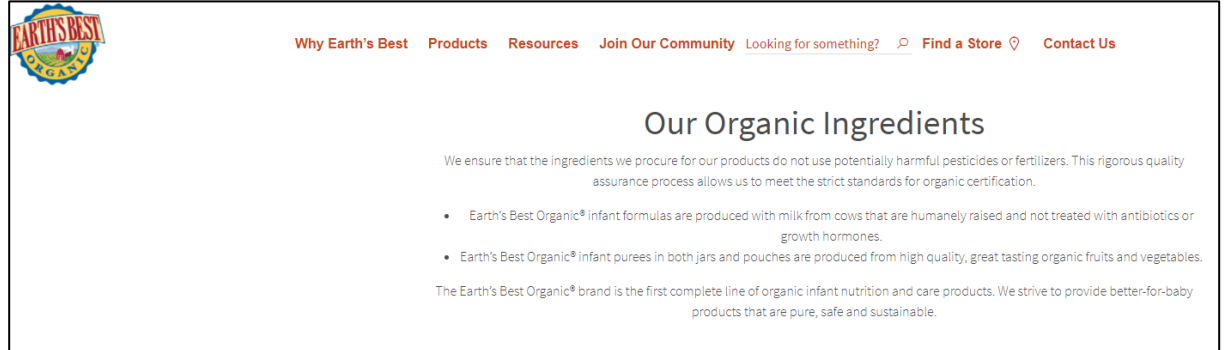 EARTH'S BEST
ORGANIC
Why Earth's Best Products Resources Join Our Community Looking for something? Find a Store Contact Us
Our Organic Ingredients
We ensure that the ingredients we procure for our products do not use potentially harmful pesticides or fertilizers. This rigorous quality
assurance process allows us to meet the strict standards for organic certification.
• Earth's Best Organic® infant formulas are produced with milk from cows that are humanely raised and not treated with antibiotics or
growth hormones.
• Earth's Best Organic® infant purees in both jars and pouches are produced from high quality, great tasting organic fruits and vegetables.
The Earth's Best Organic® brand is the first complete line of organic infant nutrition and care products. We strive to provide better-for-baby
products that are pure, safe and sustainable.